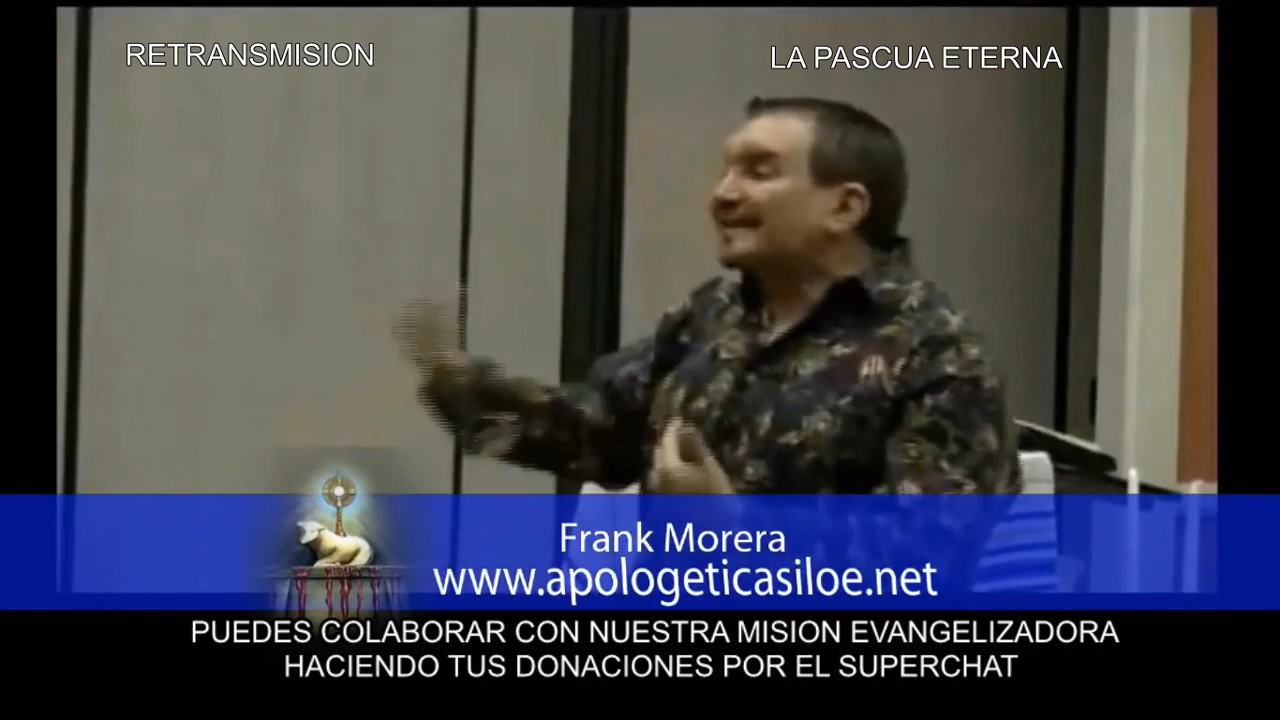 RETRANSMISION
LA PASCUA ETERNA
Frank Morera
www.apologeticasiloe.net
PUEDES COLABORAR CON NUESTRA MISION EVANGELIZADORA
HACIENDO TUS DONACIONES POR EL SUPERCHAT